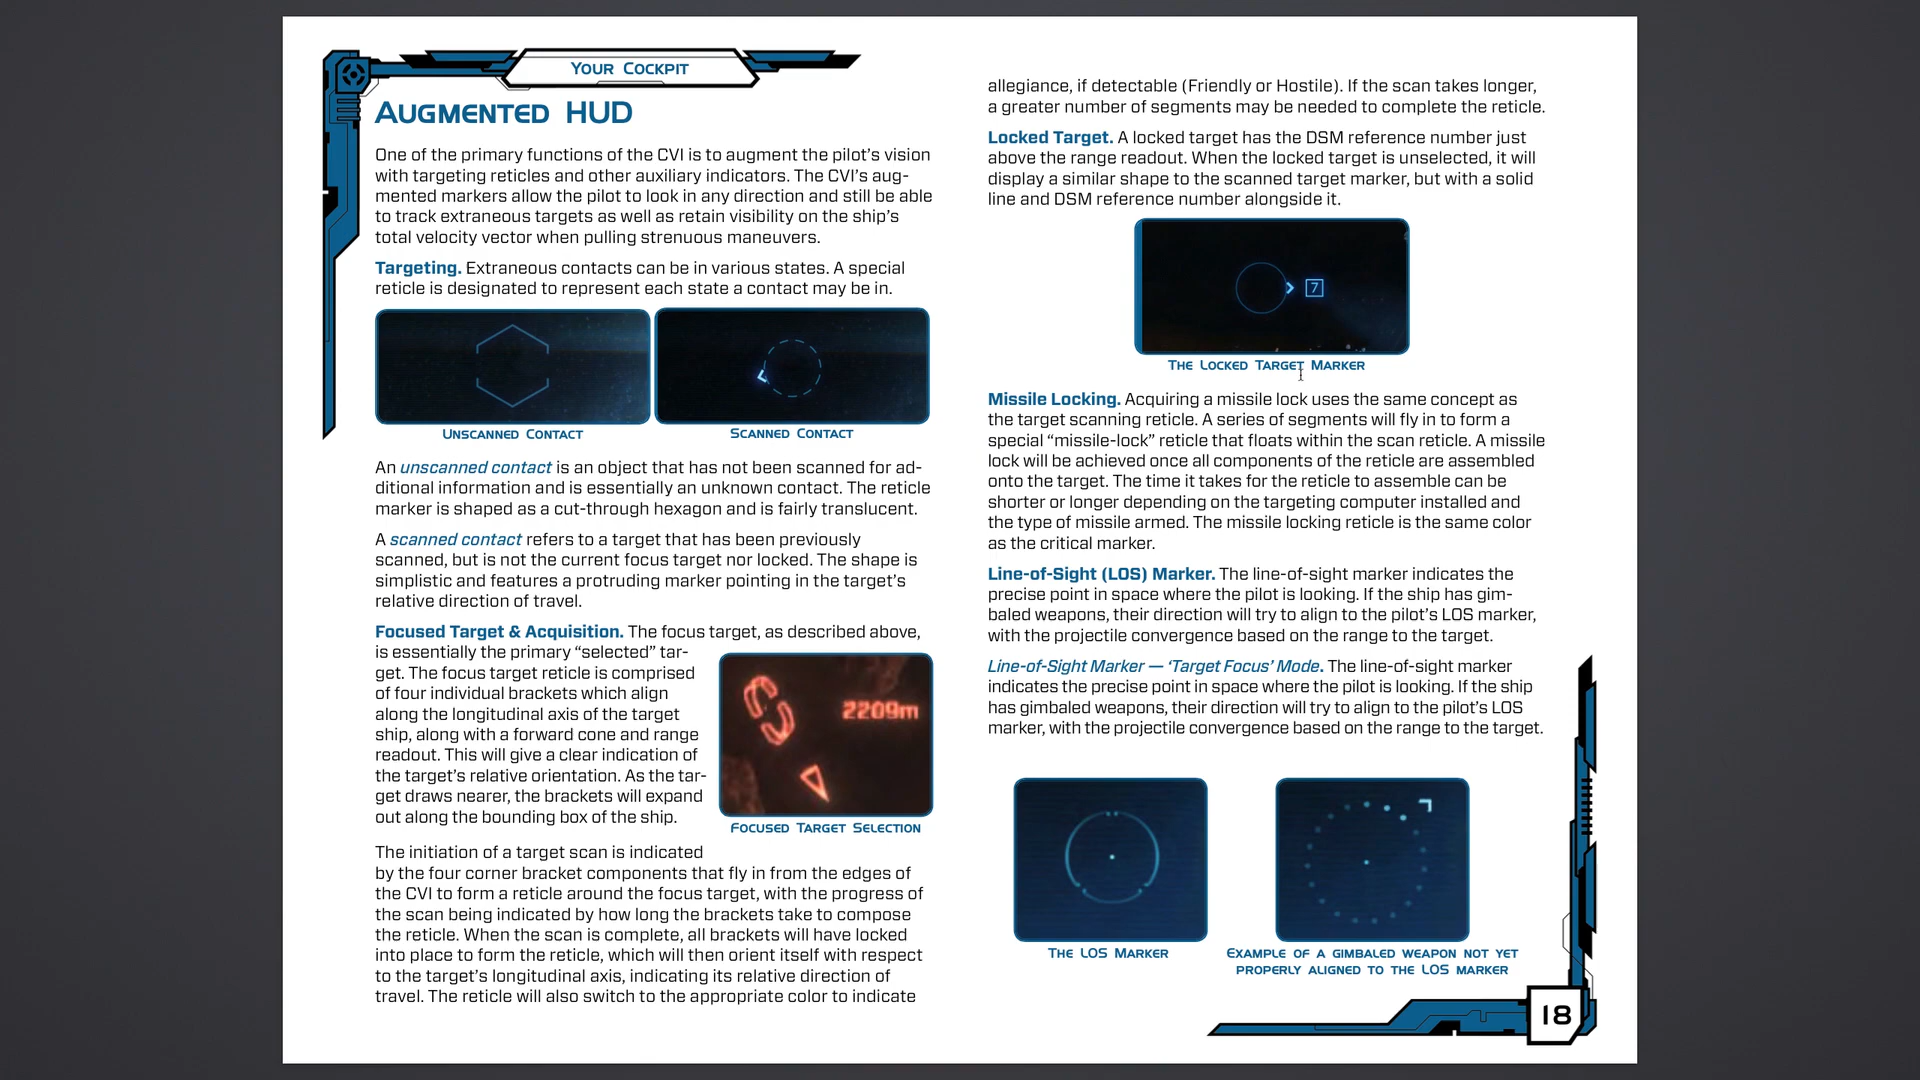 Your Cockpit
Augmented HUD
One of the primary functions of the CVI is to augment the pilot's vision
with targeting reticles and other auxiliary indicators. The CVI's aug-
mented markers allow the pilot to look in any direction and still be able
to track extraneous targets as well as retain visibility on the ship's
total velocity vector when pulling strenuous maneuvers.
Targeting. Extraneous contacts can be in various states. A special
reticle is designated to represent each state a contact may be in.
Unscanned Contact
Scanned Contact
An unscanned contact is an object that has not been scanned for ad-
ditional information and is essentially an unknown contact. The reticle
marker is shaped as a cut-through hexagon and is fairly translucent.
A scanned contact refers to a target that has been previously
scanned, but is not the current focus target nor locked. The shape is
simplistic and features a protruding marker pointing in the target's
relative direction of travel.
Focused Target & Acquisition. The focus target, as described above,
is essentially the primary “selected” tar-
get. The focus target reticle is comprised
of four individual brackets which align
along the longitudinal axis of the target
ship, along with a forward cone and range
readout. This will give a clear indication of
the target's relative orientation. As the tar-
get draws nearer, the brackets will expand
out along the bounding box of the ship.
2209m
Focused Target Selection
The initiation of a target scan is indicated
by the four corner bracket components that fly in from the edges of
the CVI to form a reticle around the focus target, with the progress of
the scan being indicated by how long the brackets take to compose
the reticle. When the scan is complete, all brackets will have locked
into place to form the reticle, which will then orient itself with respect
to the target's longitudinal axis, indicating its relative direction of
travel. The reticle will also switch to the appropriate color to indicate
allegiance, if detectable (Friendly or Hostile). If the scan takes longer,
a greater number of segments may be needed to complete the reticle.
Locked Target. A locked target has the DSM reference number just
above the range readout. When the locked target is unselected, it will
display a similar shape to the scanned target marker, but with a solid
line and DSM reference number alongside it.
7
The Locked Target Marker
Missile Locking. Acquiring a missile lock uses the same concept as
the target scanning reticle. A series of segments will fly in to form a
special “missile-lock” reticle that floats within the scan reticle. A missile
lock will be achieved once all components of the reticle are assembled
onto the target. The time it takes for the reticle to assemble can be
shorter or longer depending on the targeting computer installed and
the type of missile armed. The missile locking reticle is the same color
as the critical marker.
Line-of-Sight (LOS) Marker. The line-of-sight marker indicates the
precise point in space where the pilot is looking. If the ship has gim-
baled weapons, their direction will try to align to the pilot's LOS marker,
with the projectile convergence based on the range to the target.
Line-of-Sight Marker — ‘Target Focus’ Mode. The line-of-sight marker
indicates the precise point in space where the pilot is looking. If the ship
has gimbaled weapons, their direction will try to align to the pilot's LOS
marker, with the projectile convergence based on the range to the target.
The LOS Marker
Example of a gimbaled weapon not yet
properly aligned to the LOS marker
18